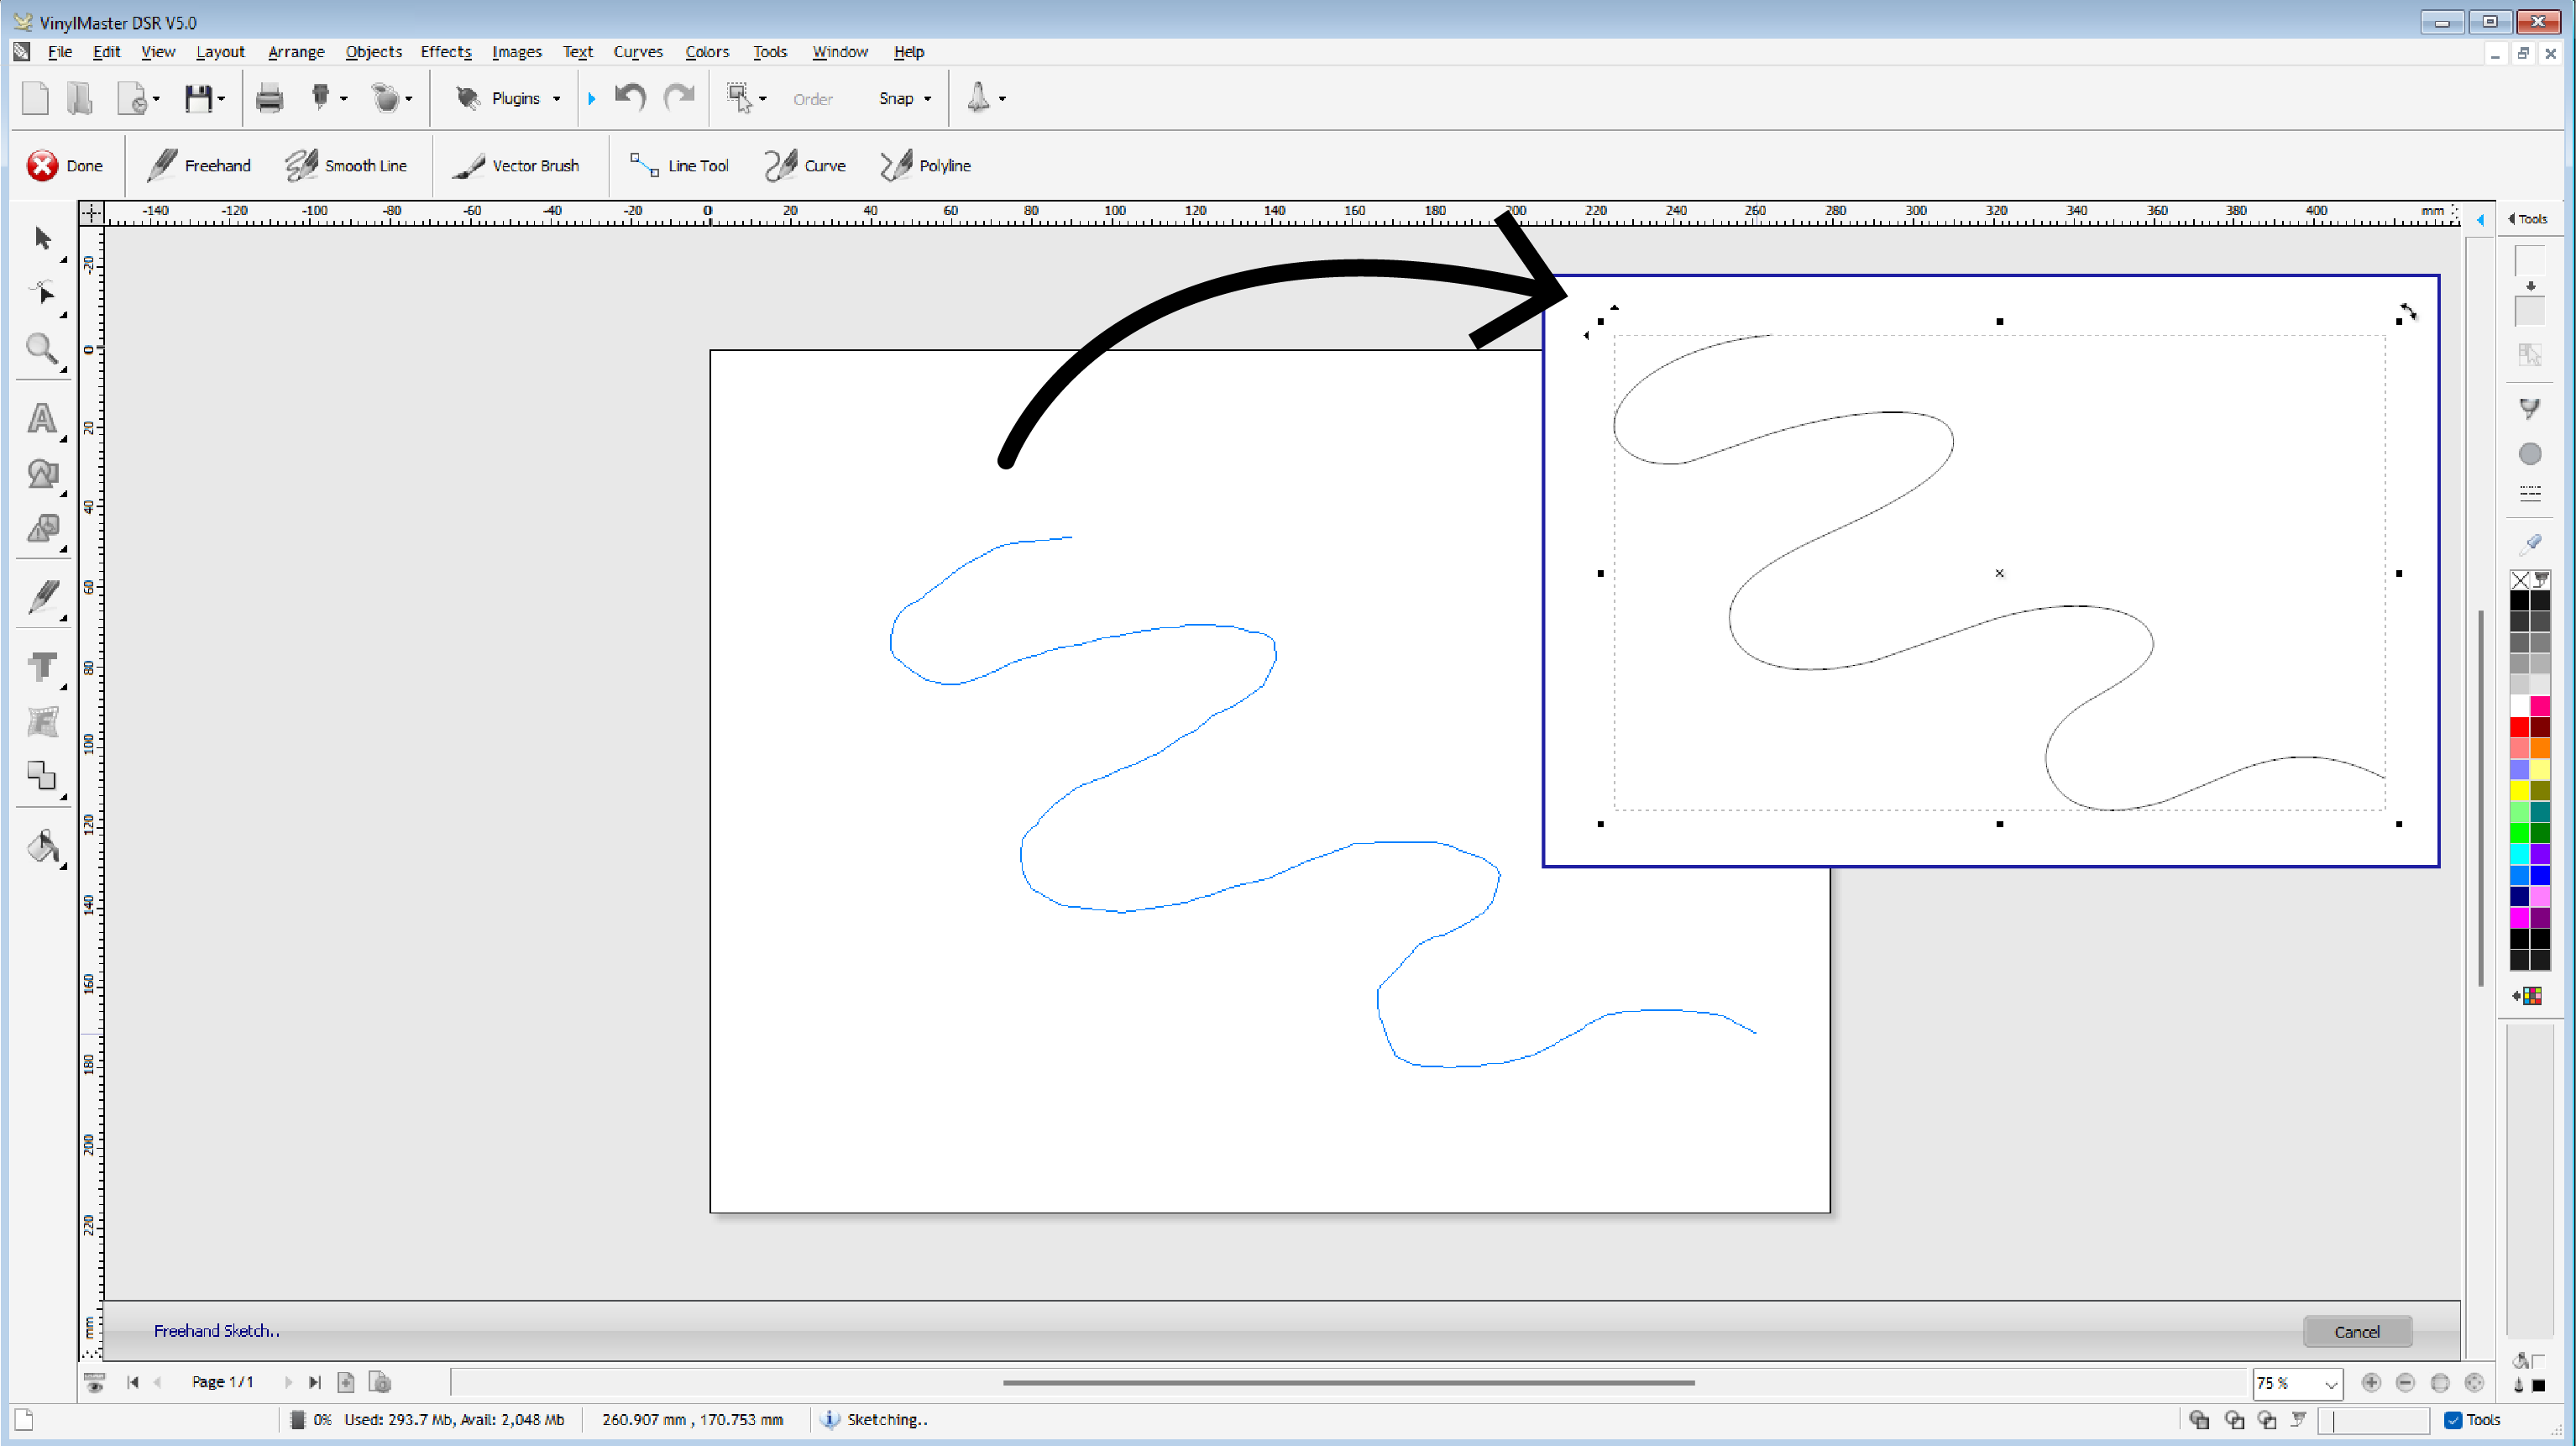 VinylMaster DSR V5.0
File Edit View Layout Arrange Objects Effects Images Text Curves Colors Tools Window Help
Plugins Order Snap
Done Freehand Smooth Line Vector Brush Line Tool Curve Polyline
-140 -120 -100 -80 -60 -40 -20 0 20 40 60 80 100 120 140 160 180 200 220 240 260 280 300 320 340 360 380 400 mm
Tools
-20
0
20
40
60
80
100
120
140
160
180
200
220
mm
Freehand Sketch..
Cancel
Page 1/1
75 %
0% Used: 293.7 Mb, Avail: 2,048 Mb 260.907 mm , 170.753 mm Sketching..
Tools